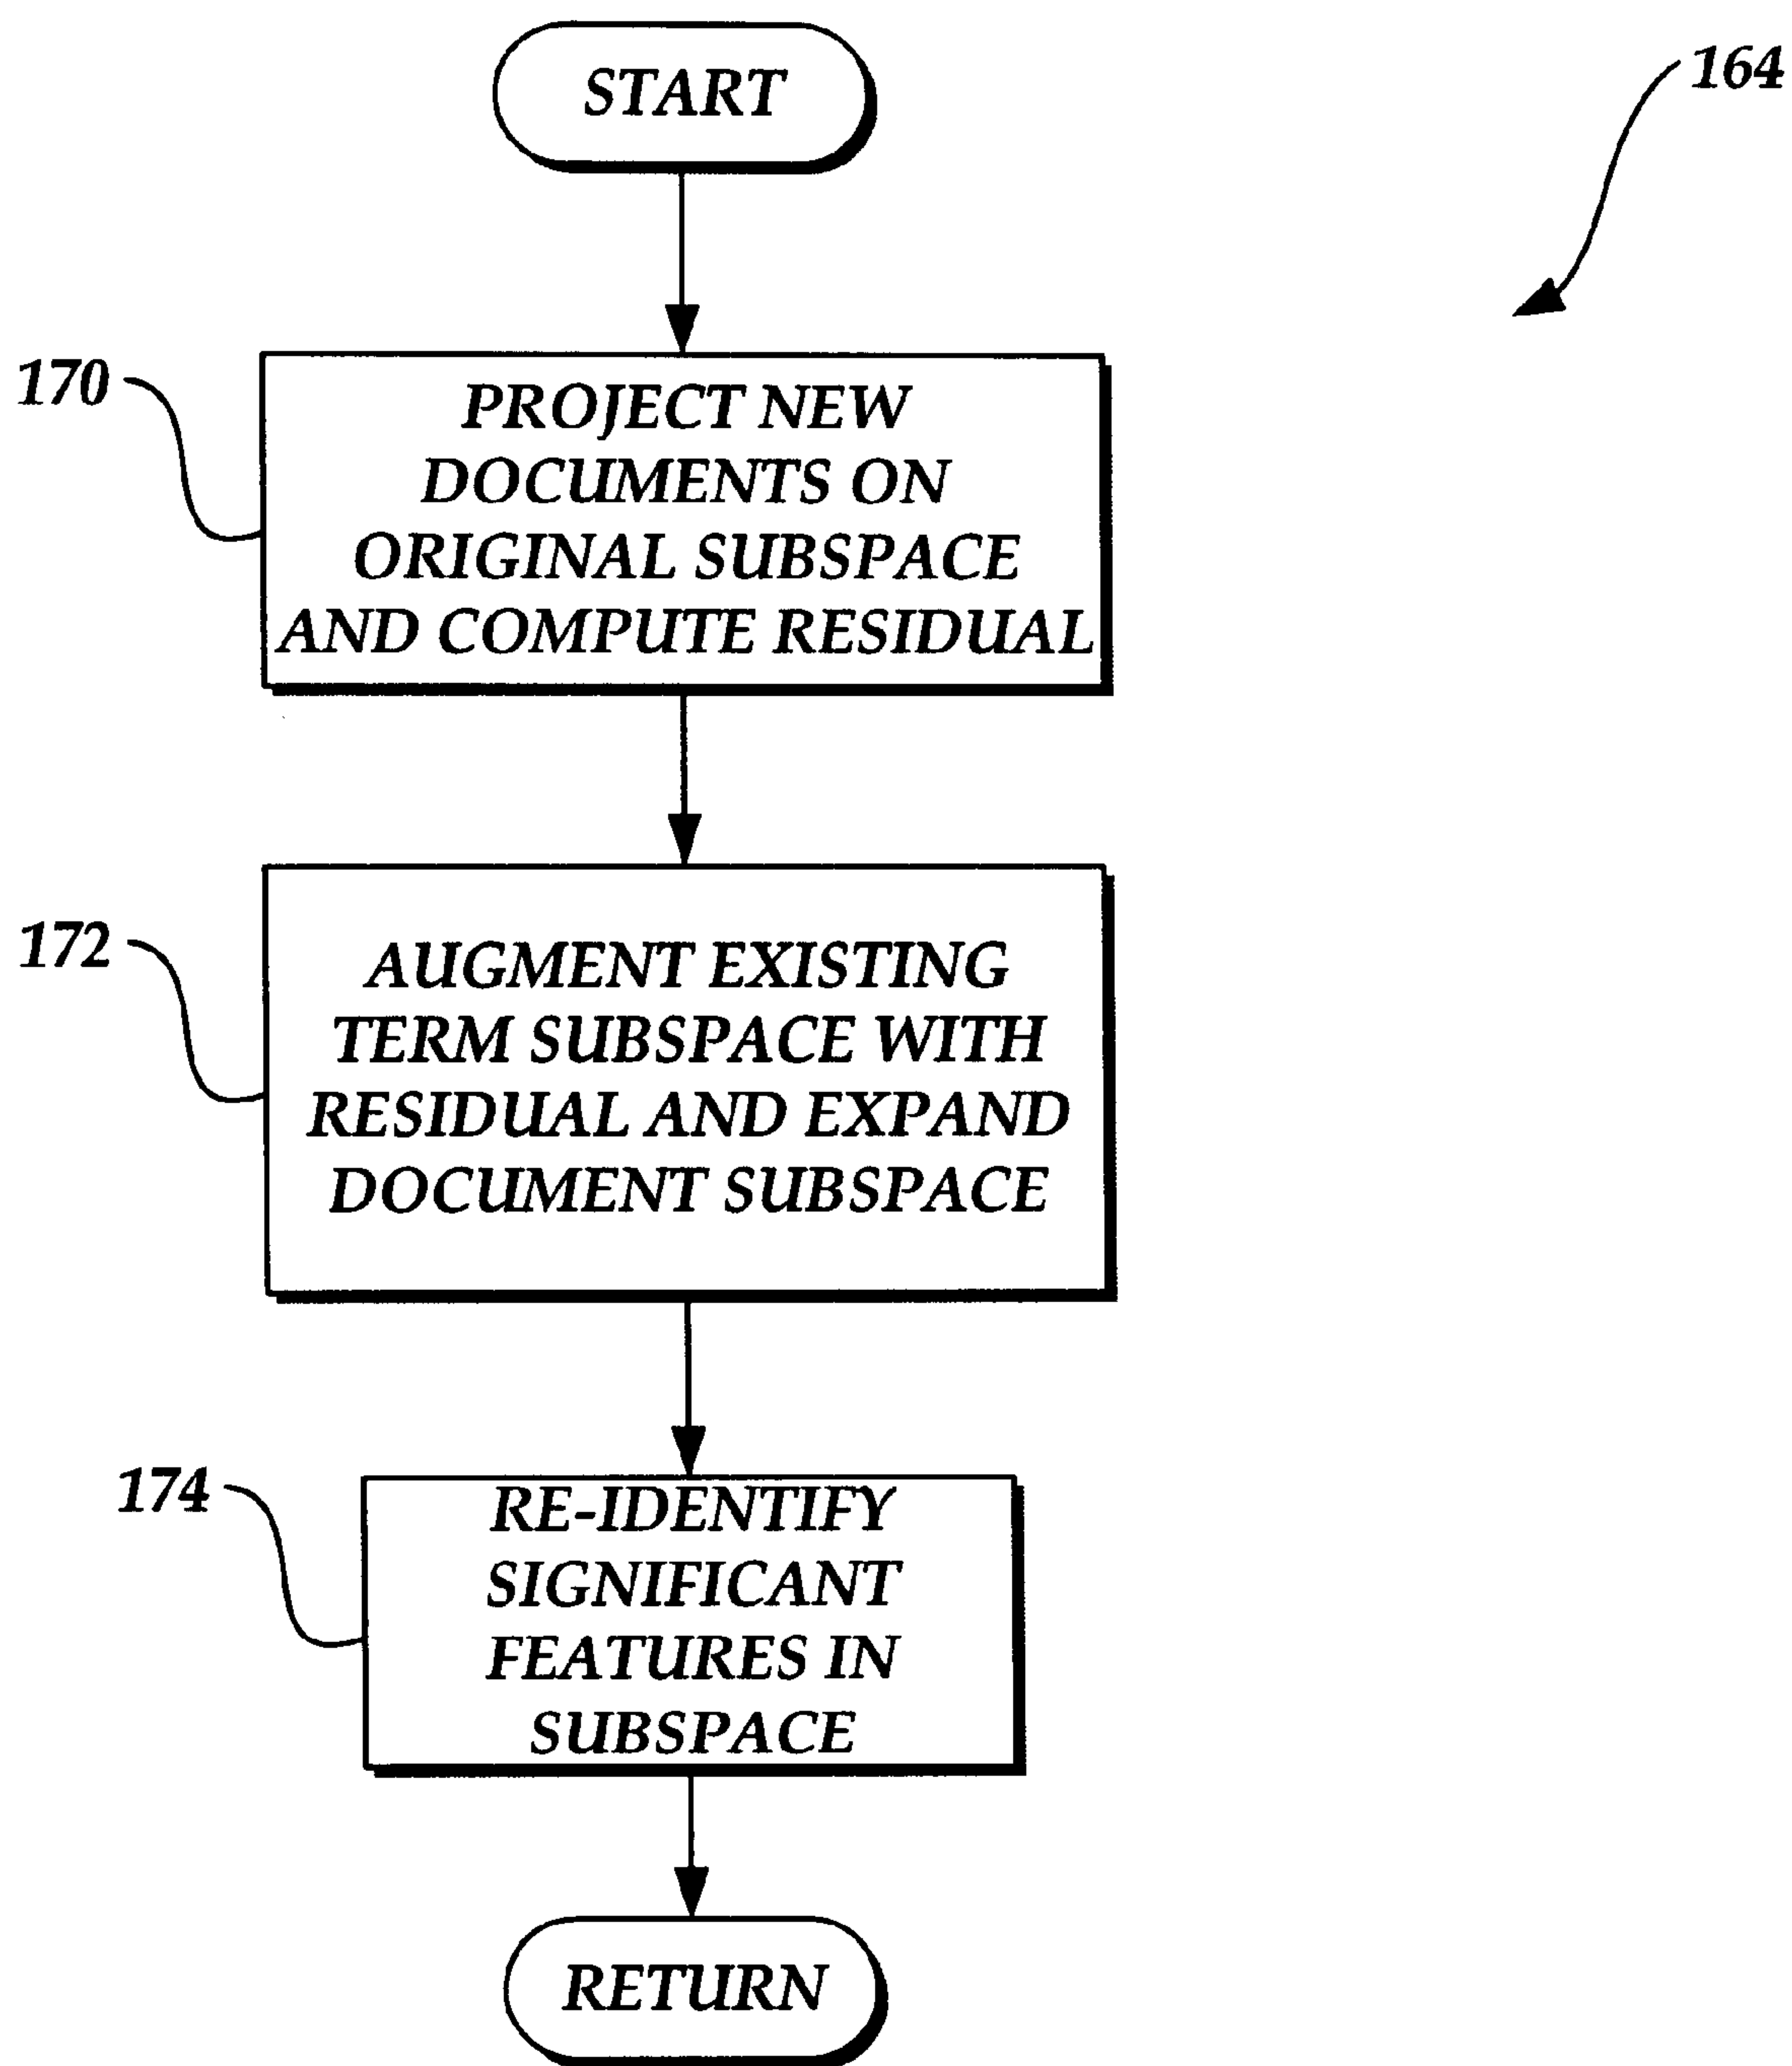 START
164
170
PROJECT NEW
DOCUMENTS ON
ORIGINAL SUBSPACE
AND COMPUTE RESIDUAL
172
AUGMENT EXISTING
TERM SUBSPACE WITH
RESIDUAL AND EXPAND
DOCUMENT SUBSPACE
174
RE-IDENTIFY
SIGNIFICANT
FEATURES IN
SUBSPACE
RETURN